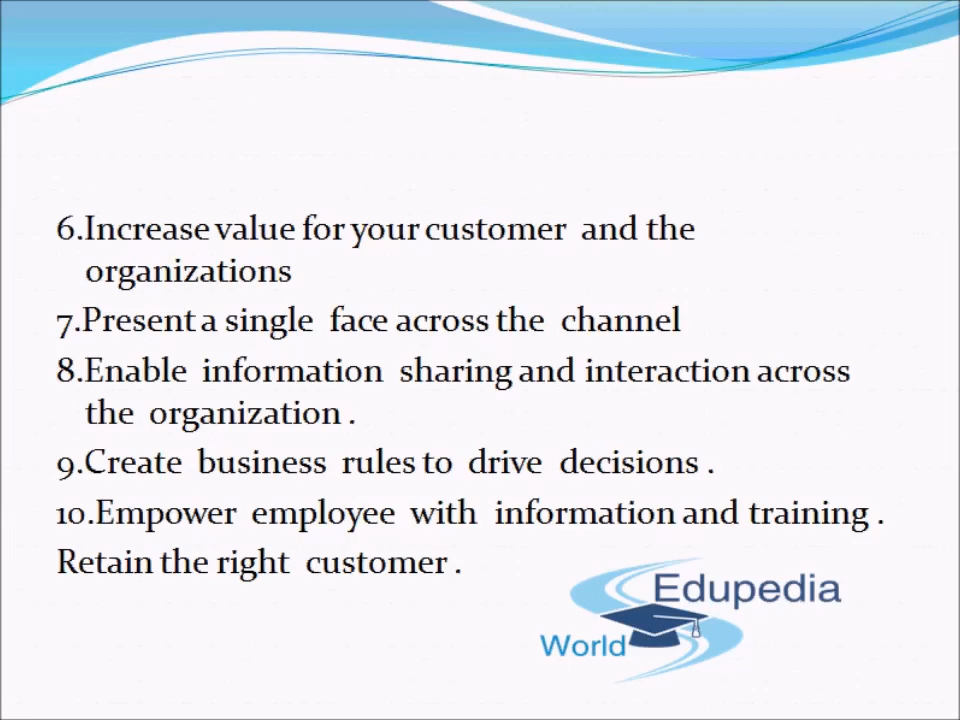 6.Increase value for your customer and the
organizations
7.Present a single face across the channel
8.Enable information sharing and interaction across
the organization .
9.Create business rules to drive decisions .
10.Empower employee with information and training .
Retain the right customer .
Edupedia
World